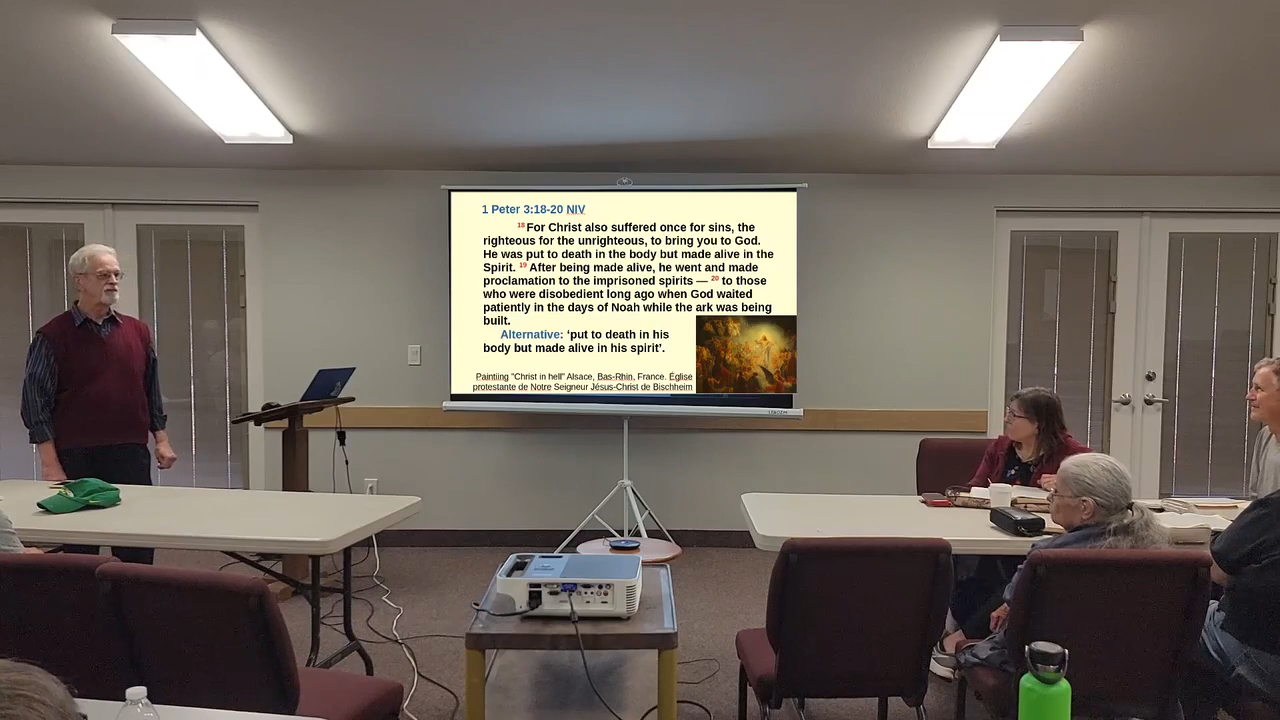 1 Peter 3:18-20 NIV
18 For Christ also suffered once for sins, the
righteous for the unrighteous, to bring you to God.
He was put to death in the body but made alive in the
Spirit. 19 After being made alive, he went and made
proclamation to the imprisoned spirits — 20 to those
who were disobedient long ago when God waited
patiently in the days of Noah while the ark was being
built.
Alternative: ‘put to death in his
body but made alive in his spirit’.
Paintiing "Christ in hell" Alsace, Bas-Rhin, France. Église
protestante de Notre Seigneur Jésus-Christ de Bischheim